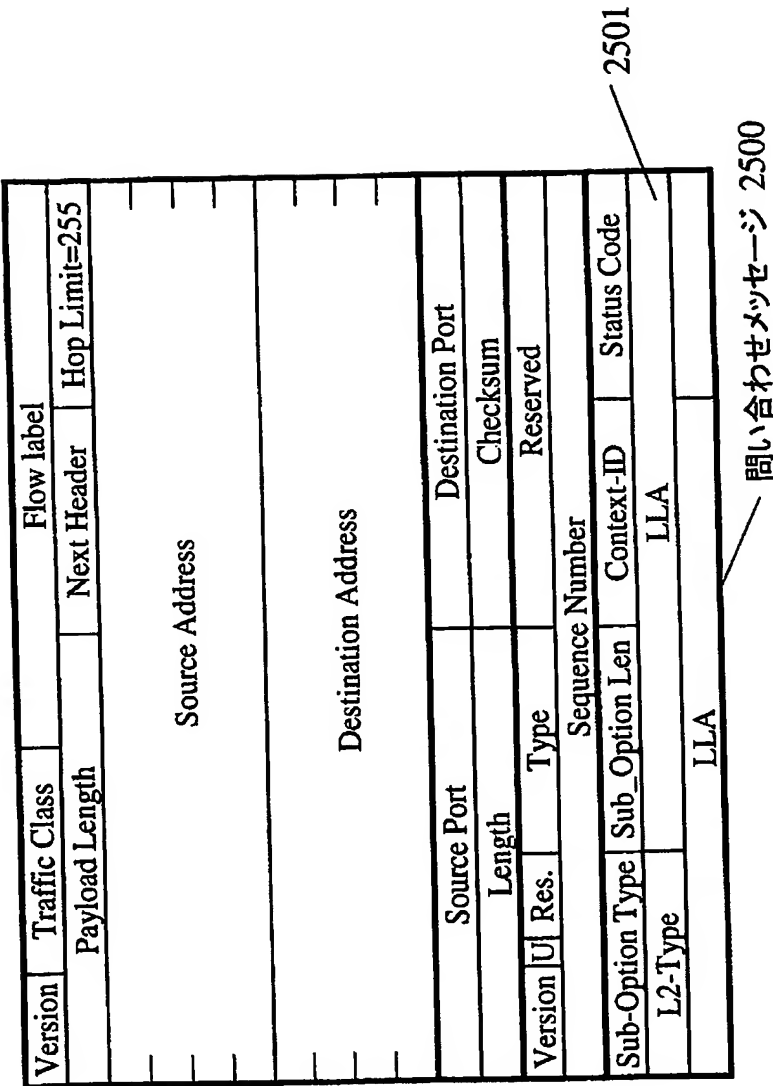 Version Traffic Class Flow label
Payload Length Next Header Hop Limit=255
Source Address
Destination Address
Source Port Destination Port
Length Checksum
Version U Res. Type Reserved
Sequence Number
Sub-Option Type Sub_Option Len Context-ID Status Code
L2-Type LLA
LLA
2501
問い合わせメッセージ 2500